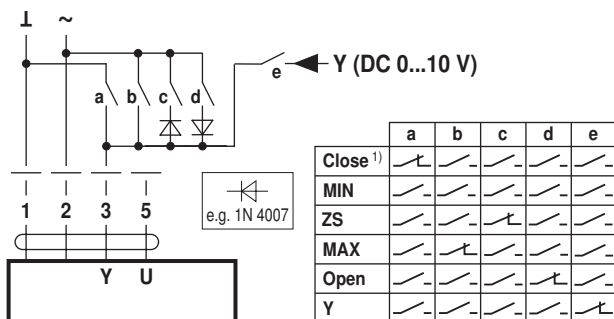 ⊥ ~
e
Y (DC 0...10 V)
a b c d
e.g. 1N 4007
1 2 3 5
Y U
a b c d e
Close 1)
MIN
ZS
MAX
Open
Y